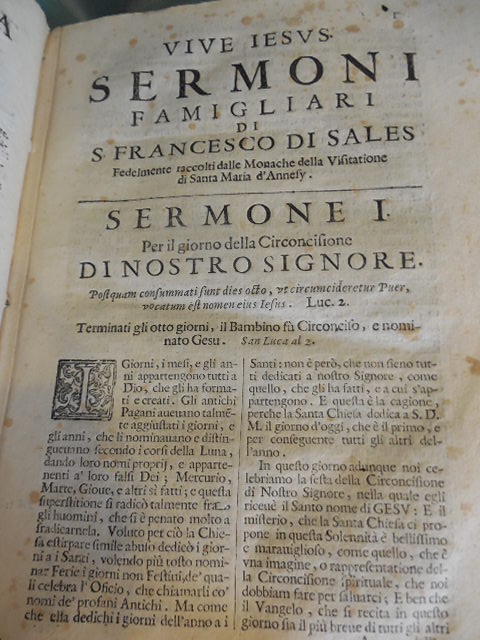 A
VIVE IESVS.
SERMONI
FAMIGLIARI
DI
S. FRANCESCO DI SALES
Fedelmente raccolti dalle Monache della Visitatione
di Santa Maria d'Annesy.
SERMONE I.
Per il giorno della Circoncisione
DI NOSTRO SIGNORE.
Postquam consummati sunt dies octo, vt circumcideretur Puer,
vocatum est nomen eius Iesus. Luc. 2.
Terminati gli otto giorni, il Bambino fù Circonciso, e nomi-
nato Gesu. San Luca al 2.
I Giorni, i mesi, e gli an-
ni appartengono tutti a
Dio, che gli ha forma-
ti e creati. Gli antichi
Pagani aueuano talmẽ-
te aggiustati i giorni, e
gli anni, che li nominauano e distin-
gueuano secondo i corsi della Luna,
dando loro nomi proprij, e apparte-
nenti a' loro falsi Dei; Mercurio,
Marte, Gioue, e altri sì fatti; e questa
superstitione si radicò talmente fra
gli huomini, che si è penato molto a
sradicarnela. Voluto per ciò la Chie-
sa estirpare simile abuso dedicò i gior-
ni a i Santi, volendo più tosto nomi-
nar Ferie i giorni non Festiui, de' qua-
li celebra l'Oficio, che chiamarli co'
nomi de' profani Antichi. Ma come
che essa dedichi i giorni dell'anno a i
Santi: non è però, che non sieno tut-
ti dedicati a nostro Signore, come
quello, che gli ha fatti, e a cui s'ap-
partengono. E questa è la cagione,
perche la Santa Chiesa dedica a S. D.
M. il giorno d'oggi, che è il primo, e
per conseguente tutti gli altri del-
l'anno.
In questo giorno adunque noi ce-
lebriamo la festa della Circoncisione
di Nostro Signore, nella quale egli
riceuè il Santo nome di GESV: E il
misterio, che la Santa Chiesa ci pro-
pone in questa Solennità è bellissimo
e marauiglioso, come quello, che è
vna imagine, o rappresentatione del-
la Circoncisione spirituale, che noi
dobbiam fare per saluarci; E ben che
il Vangelo, che si recita in questo
giorno sia il più breue di tutti gli altri